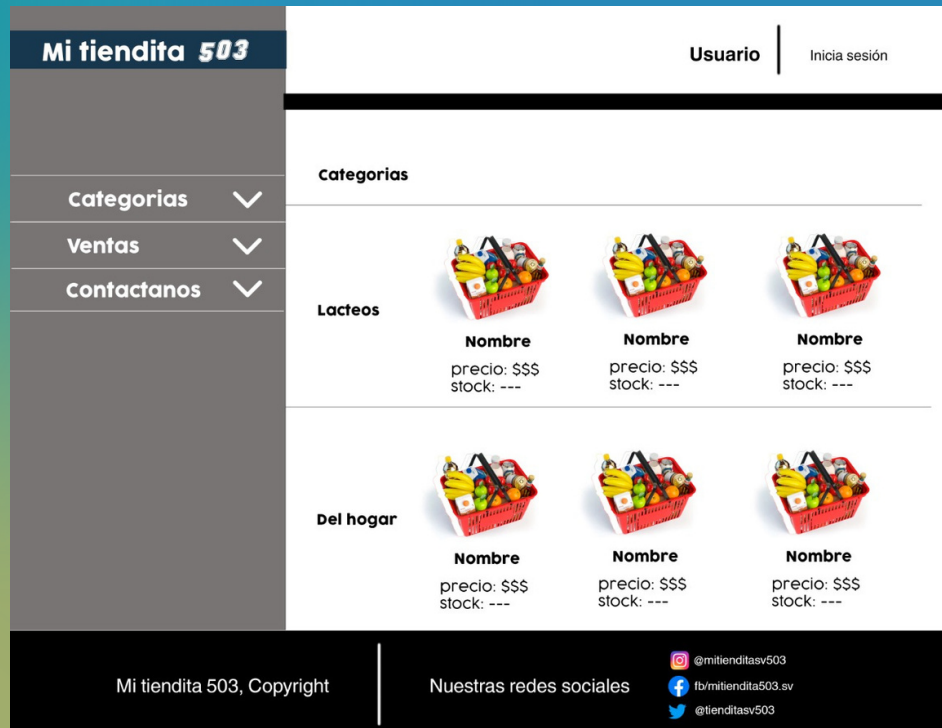 Mi tiendita 503
Usuario
Inicia sesión
Categorias
Ventas
Contactanos
Categorias
Lacteos
Nombre
precio: $$$
stock: ---
Nombre
precio: $$$
stock: ---
Nombre
precio: $$$
stock: ---
Del hogar
Nombre
precio: $$$
stock: ---
Nombre
precio: $$$
stock: ---
Nombre
precio: $$$
stock: ---
Mi tiendita 503, Copyright
Nuestras redes sociales
@mitienditasv503
fb/mitiendita503.sv
@tienditasv503